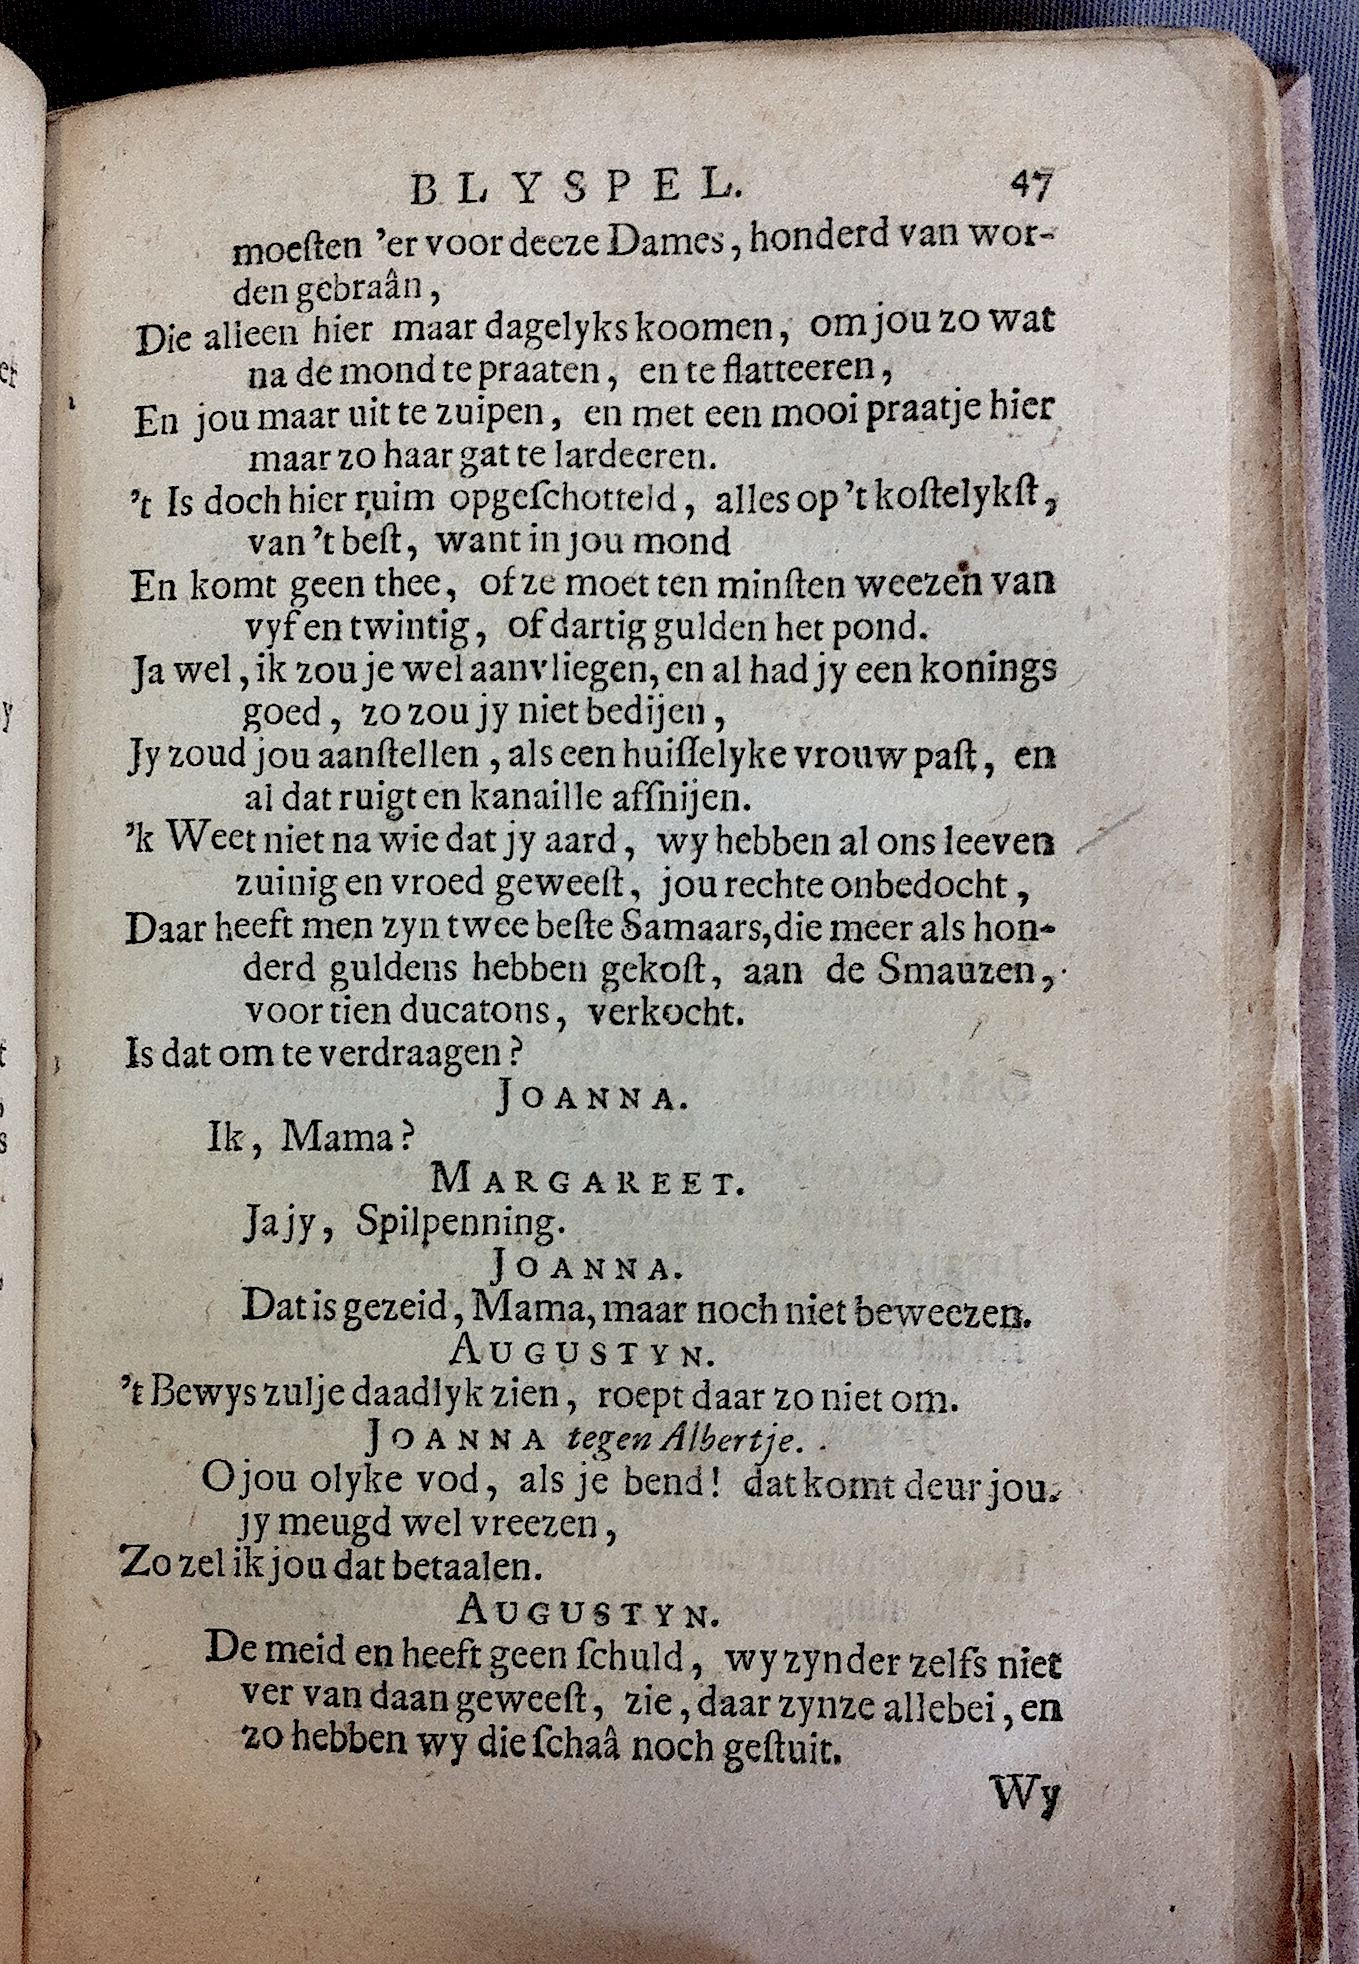 BLYSPEL. 47
moeſten 'er voor deeze Dames, honderd van wor-
den gebraân,
Die alleen hier maar dagelyks koomen, om jou zo wat
na de mond te praaten, en te flatteeren,
En jou maar uit te zuipen, en met een mooi praatje hier
maar zo haar gat te lardeeren.
't Is doch hier ruim opgeſchotteld, alles op 't koſtelykſt,
van 't beſt, want in jou mond
En komt geen thee, of ze moet ten minſten weezen van
vyf en twintig, of dartig gulden het pond.
Ja wel, ik zou je wel aanvliegen, en al had jy een konings
goed, zo zou jy niet bedijen,
Jy zoud jou aanſtellen, als een huiſſelyke vrouw paſt, en
al dat ruigt en kanaille afſnijen.
'k Weet niet na wie dat jy aard, wy hebben al ons leeven
zuinig en vroed geweeſt, jou rechte onbedocht,
Daar heeft men zyn twee beſte Samaars, die meer als hon-
derd guldens hebben gekoſt, aan de Smauzen,
voor tien ducatons, verkocht.
Is dat om te verdraagen?
JOANNA.
Ik, Mama?
MARGAREET.
Ja jy, Spilpenning.
JOANNA.
Dat is gezeid, Mama, maar noch niet beweezen.
AUGUSTYN.
't Bewys zulje daadlyk zien, roept daar zo niet om.
JOANNA tegen Albertje.
O jou olyke vod, als je bend! dat komt deur jou.
jy meugd wel vreezen,
Zo zel ik jou dat betaalen.
AUGUSTYN.
De meid en heeft geen ſchuld, wy zynder zelfs niet
ver van daan geweeſt, zie, daar zynze allebei, en
zo hebben wy die ſchaâ noch geſtuit.
Wy